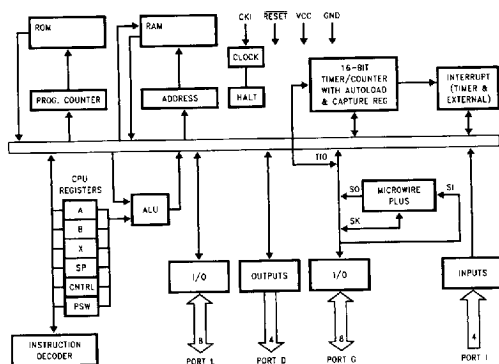 ROM
RAM
CKI
RESET
VCC
GND
CLOCK
HALT
16-BIT
TIMER/COUNTER
WITH AUTOLOAD
& CAPTURE REG
INTERRUPT
(TIMER &
EXTERNAL)
PROG. COUNTER
ADDRESS
TIO
CPU
REGISTERS
A
B
X
SP
CNTRL
PSW
ALU
SO
MICROWIRE
PLUS
SI
SK
I/O
OUTPUTS
I/O
INPUTS
INSTRUCTION
DECODER
8
4
8
4
PORT L
PORT D
PORT G
PORT I